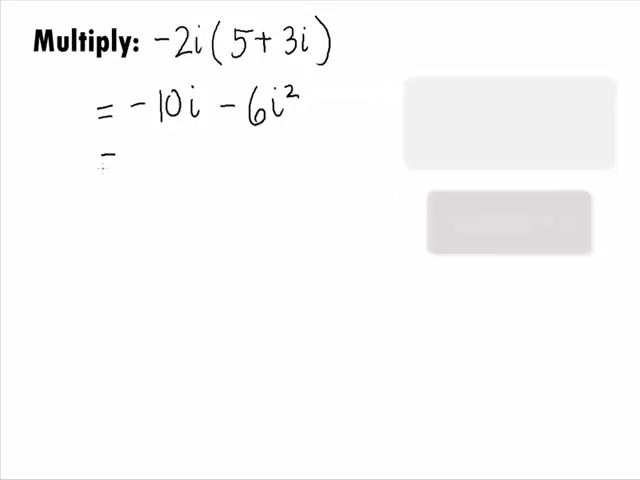 Multiply: -2i(5+3i)
= -10i - 6i²
=